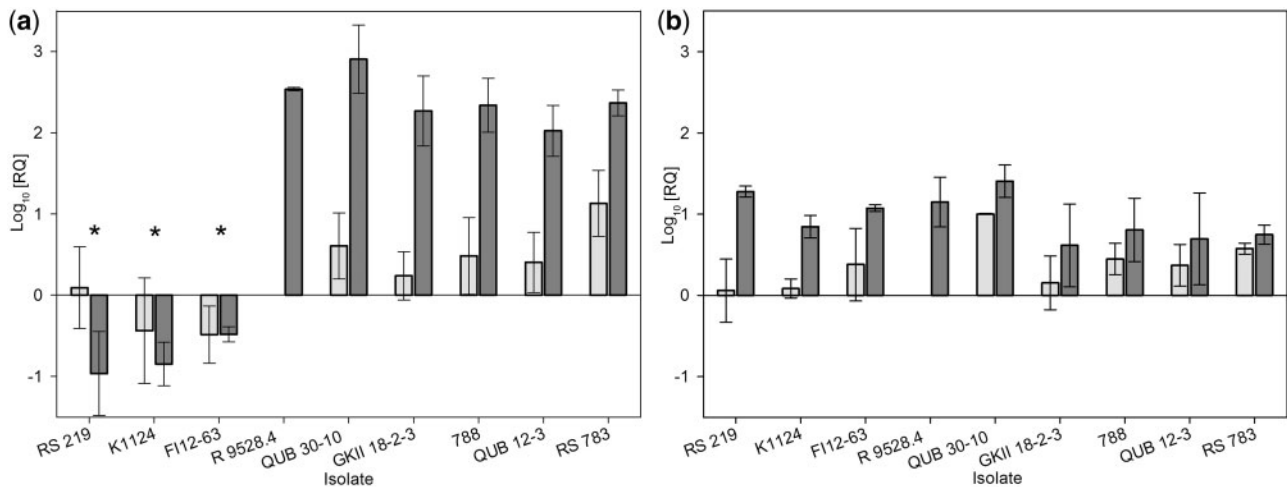 (a)
3
2
1
0
-1
Log10 [RQ]
* * *
RS 219 K1124 FI12-63 R 9528.4 QUB 30-10 GKII 18-2-3 788 QUB 12-3 RS 783
Isolate
(b)
3
2
1
0
-1
Log10 [RQ]
RS 219 K1124 FI12-63 R 9528.4 QUB 30-10 GKII 18-2-3 788 QUB 12-3 RS 783
Isolate